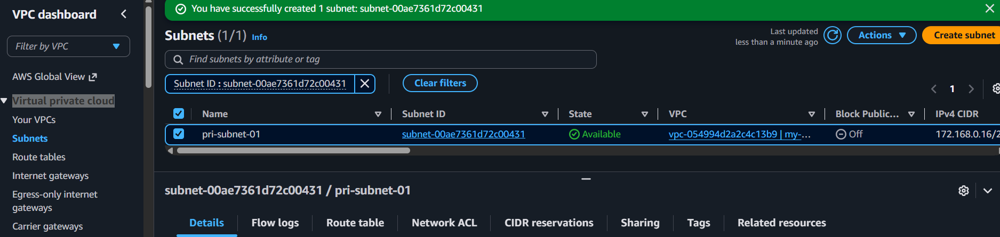 VPC dashboard
Filter by VPC
AWS Global View
Virtual private cloud
Your VPCs
Subnets
Route tables
Internet gateways
Egress-only internet
gateways
Carrier gateways
You have successfully created 1 subnet: subnet-00ae7361d72c00431
Subnets (1/1) Info
Last updated
less than a minute ago
Actions
Create subnet
Find subnets by attribute or tag
Subnet ID : subnet-00ae7361d72c00431
Clear filters
1
Name Subnet ID State VPC Block Public... IPv4 CIDR
pri-subnet-01 subnet-00ae7361d72c00431 Available vpc-054994d2a2c4c13b9 | my-... Off 172.168.0.16/2
subnet-00ae7361d72c00431 / pri-subnet-01
Details Flow logs Route table Network ACL CIDR reservations Sharing Tags Related resources